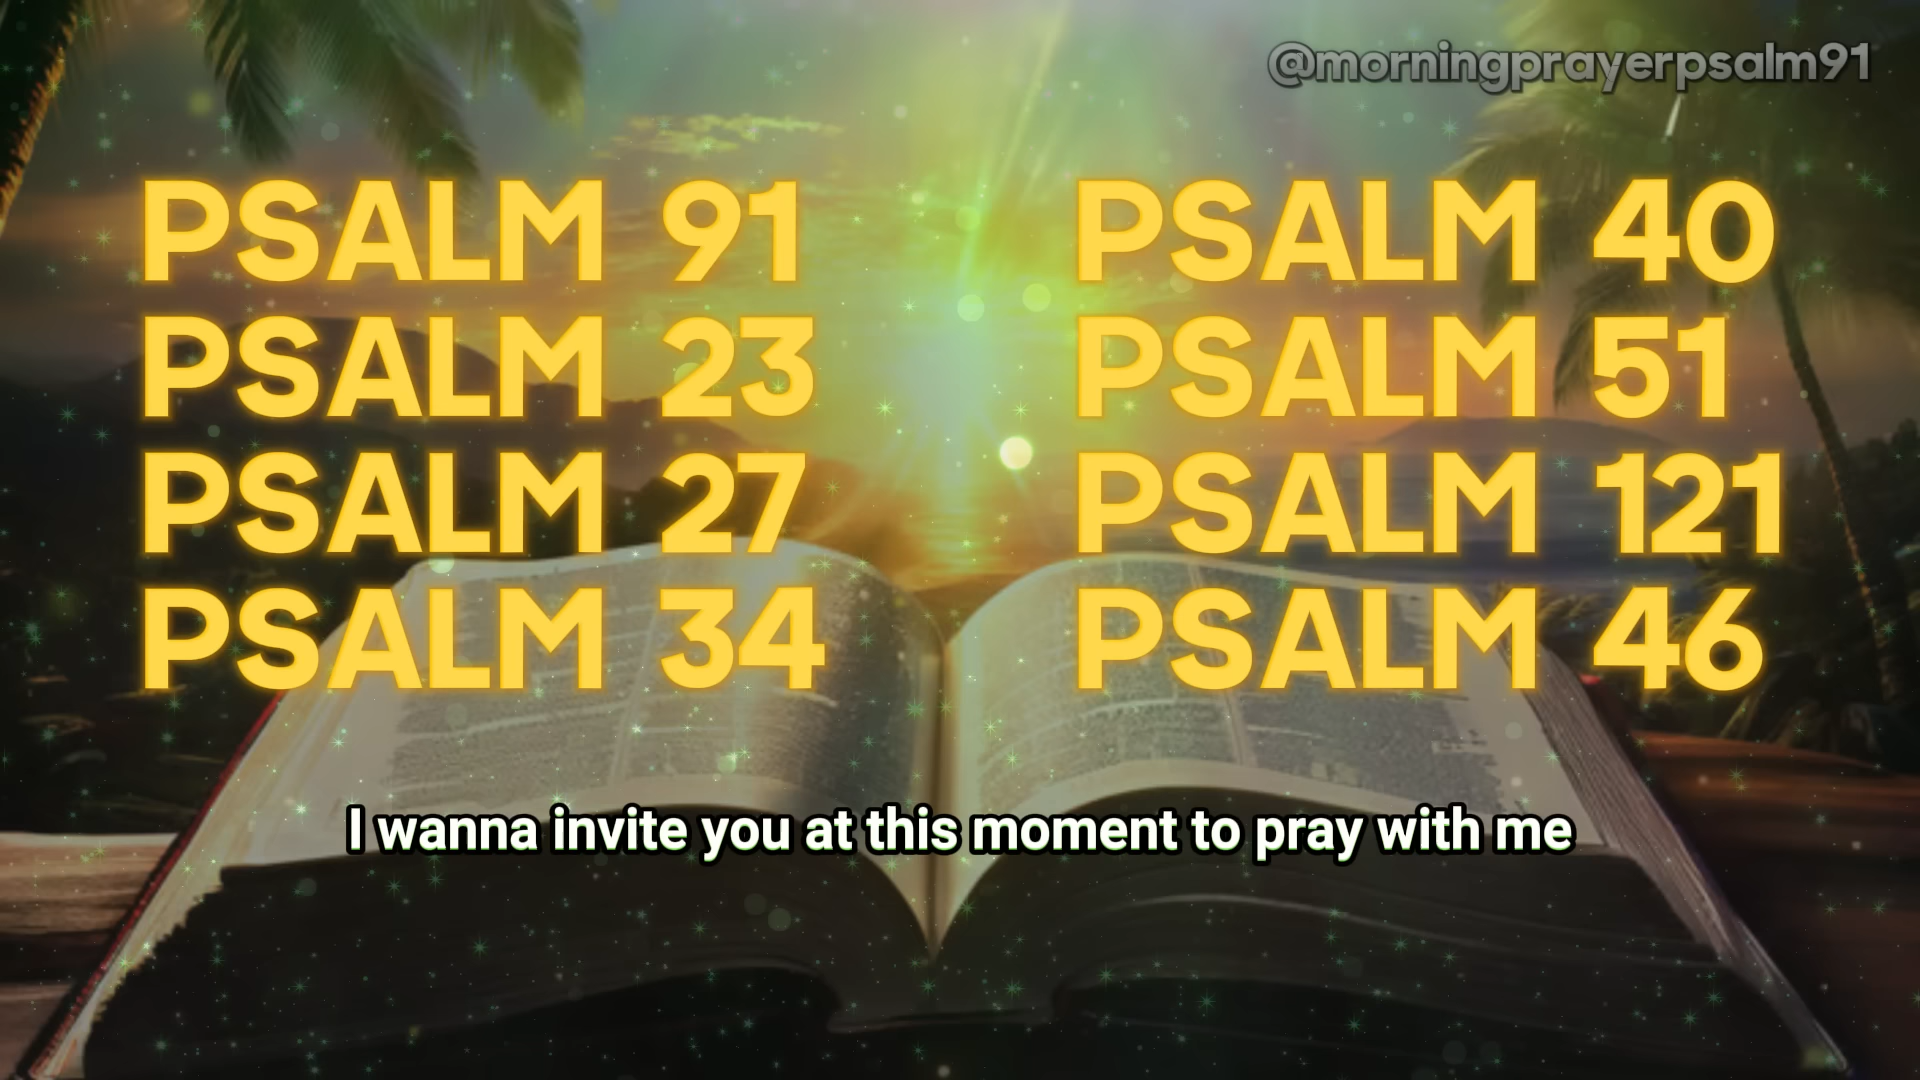 @morningprayerpsalm91
PSALM 91
PSALM 23
PSALM 27
PSALM 34
PSALM 40
PSALM 51
PSALM 121
PSALM 46
I wanna invite you at this moment to pray with me